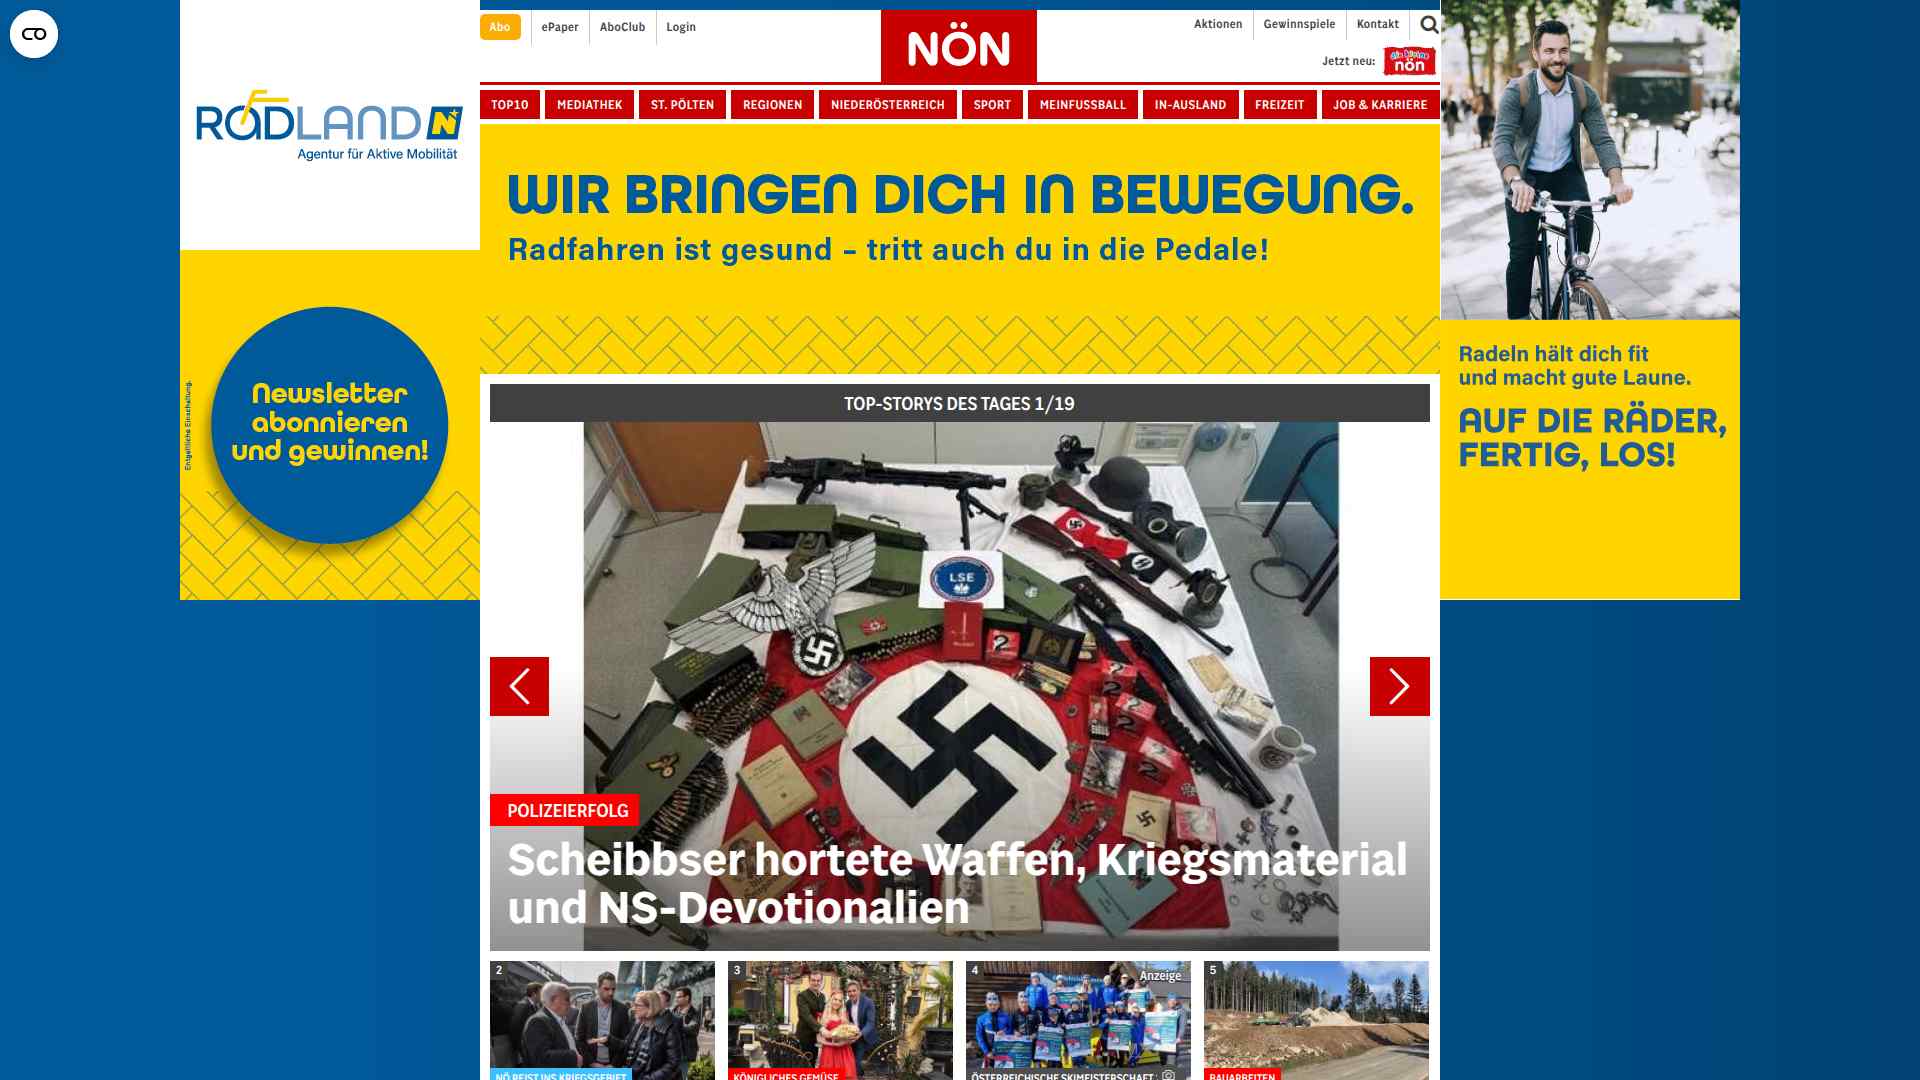 Abo
ePaper
AboClub
Login
NÖN
Aktionen
Gewinnspiele
Kontakt
Jetzt neu:
die kleine
nön
TOP10
MEDIATHEK
ST. PÖLTEN
REGIONEN
NIEDERÖSTERREICH
SPORT
MEINFUSSBALL
IN-AUSLAND
FREIZEIT
JOB & KARRIERE
RADLAND N
Agentur für Aktive Mobilität
WIR BRINGEN DICH IN BEWEGUNG.
Radfahren ist gesund – tritt auch du in die Pedale!
Entgeltliche Einschaltung.
Newsletter
abonnieren
und gewinnen!
Radeln hält dich fit
und macht gute Laune.
AUF DIE RÄDER,
FERTIG, LOS!
TOP-STORYS DES TAGES 1/19
LSE
POLIZEIERFOLG
Scheibbser hortete Waffen, Kriegsmaterial
und NS-Devotionalien
2
NÖ REIST INS KRIEGSGEBIET
3
KÖNIGLICHES GEMÜSE
4
Anzeige
ÖSTERREICHISCHE SKIMEISTERSCHAFT
5
BAUARBEITEN